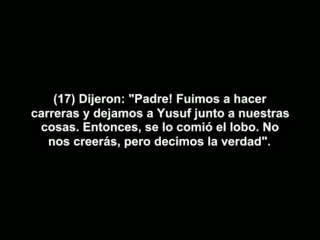 (17) Dijeron: "Padre! Fuimos a hacer
carreras y dejamos a Yusuf junto a nuestras
cosas. Entonces, se lo comió el lobo. No
nos creerás, pero decimos la verdad".